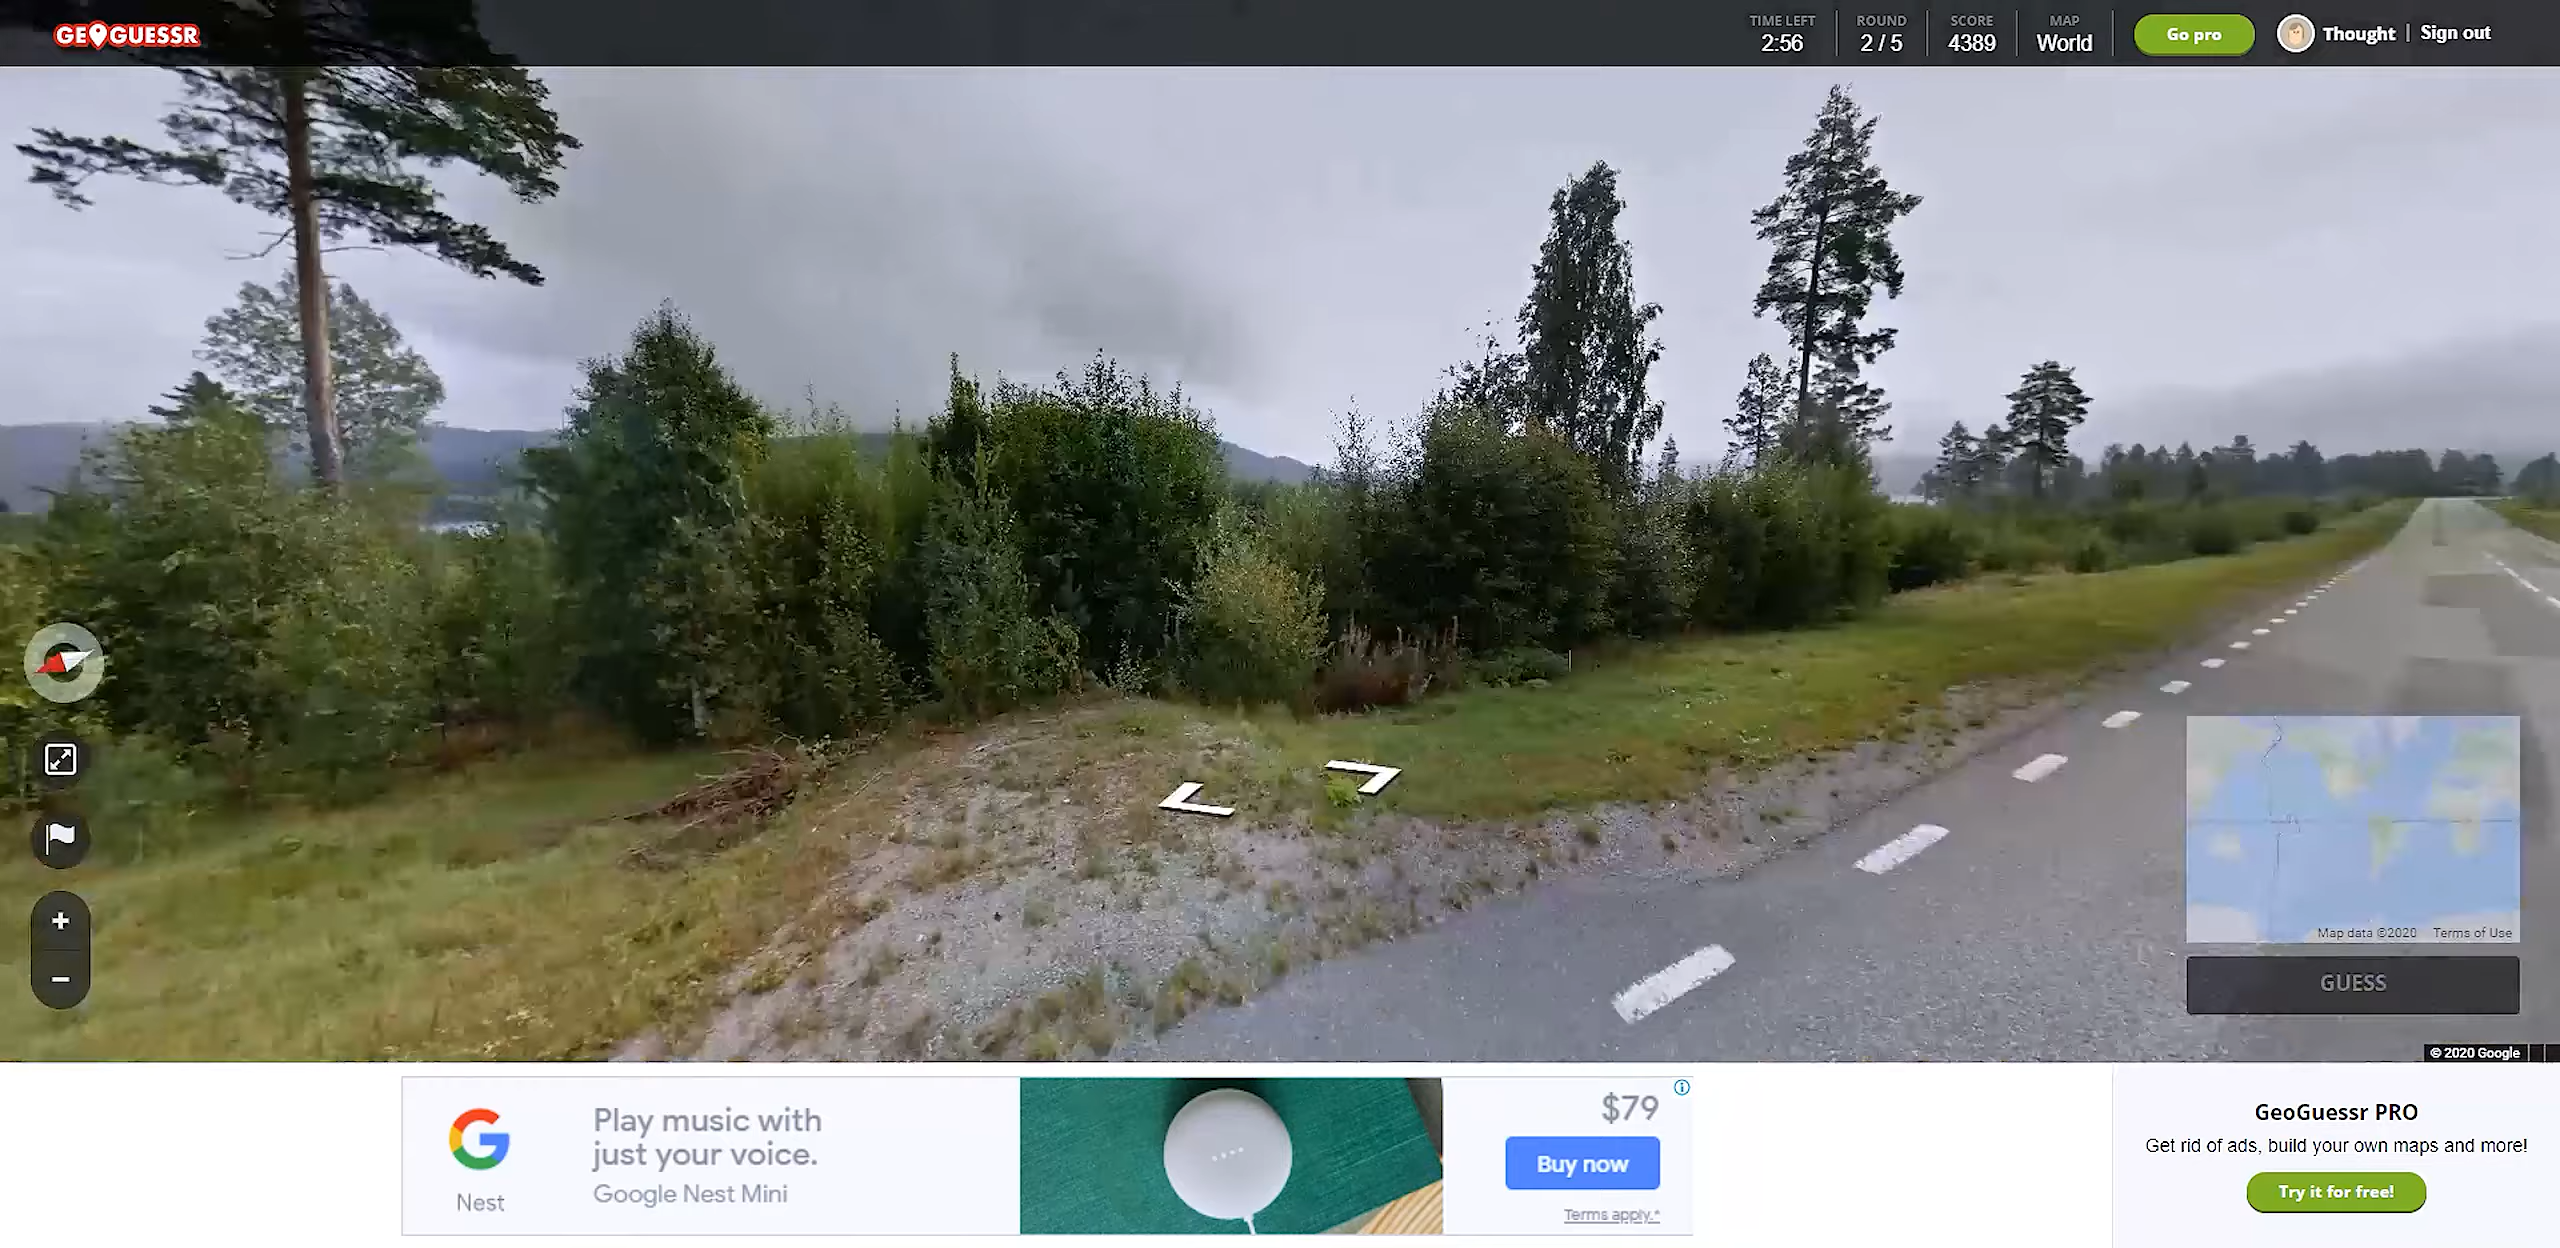 GEOGUESSR
TIME LEFT
2:56
ROUND
2 / 5
SCORE
4389
MAP
World
Go pro
Thought
Sign out
Map data ©2020
Terms of Use
GUESS
© 2020 Google
Nest
Play music with
just your voice.
Google Nest Mini
$79
Buy now
Terms apply.*
GeoGuessr PRO
Get rid of ads, build your own maps and more!
Try it for free!